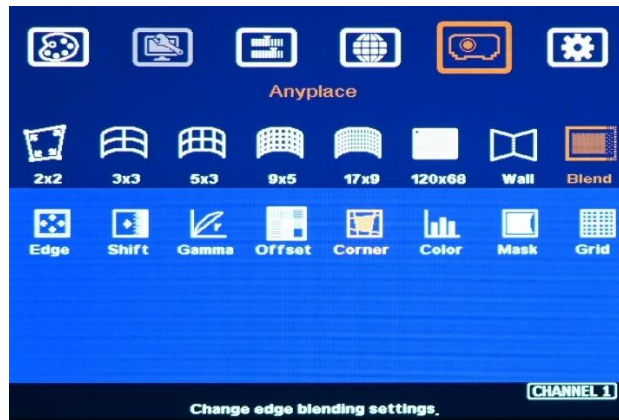 Anyplace
2x2 3x3 5x3 9x5 17x9 120x68 Wall Blend
Edge Shift Gamma Offset Corner Color Mask Grid
CHANNEL 1
Change edge blending settings.